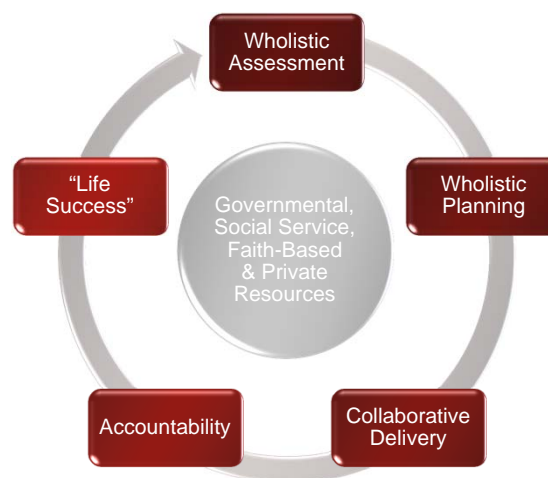 Wholistic
Assessment
Wholistic
Planning
Collaborative
Delivery
Accountability
“Life
Success”
Governmental,
Social Service,
Faith-Based
& Private
Resources